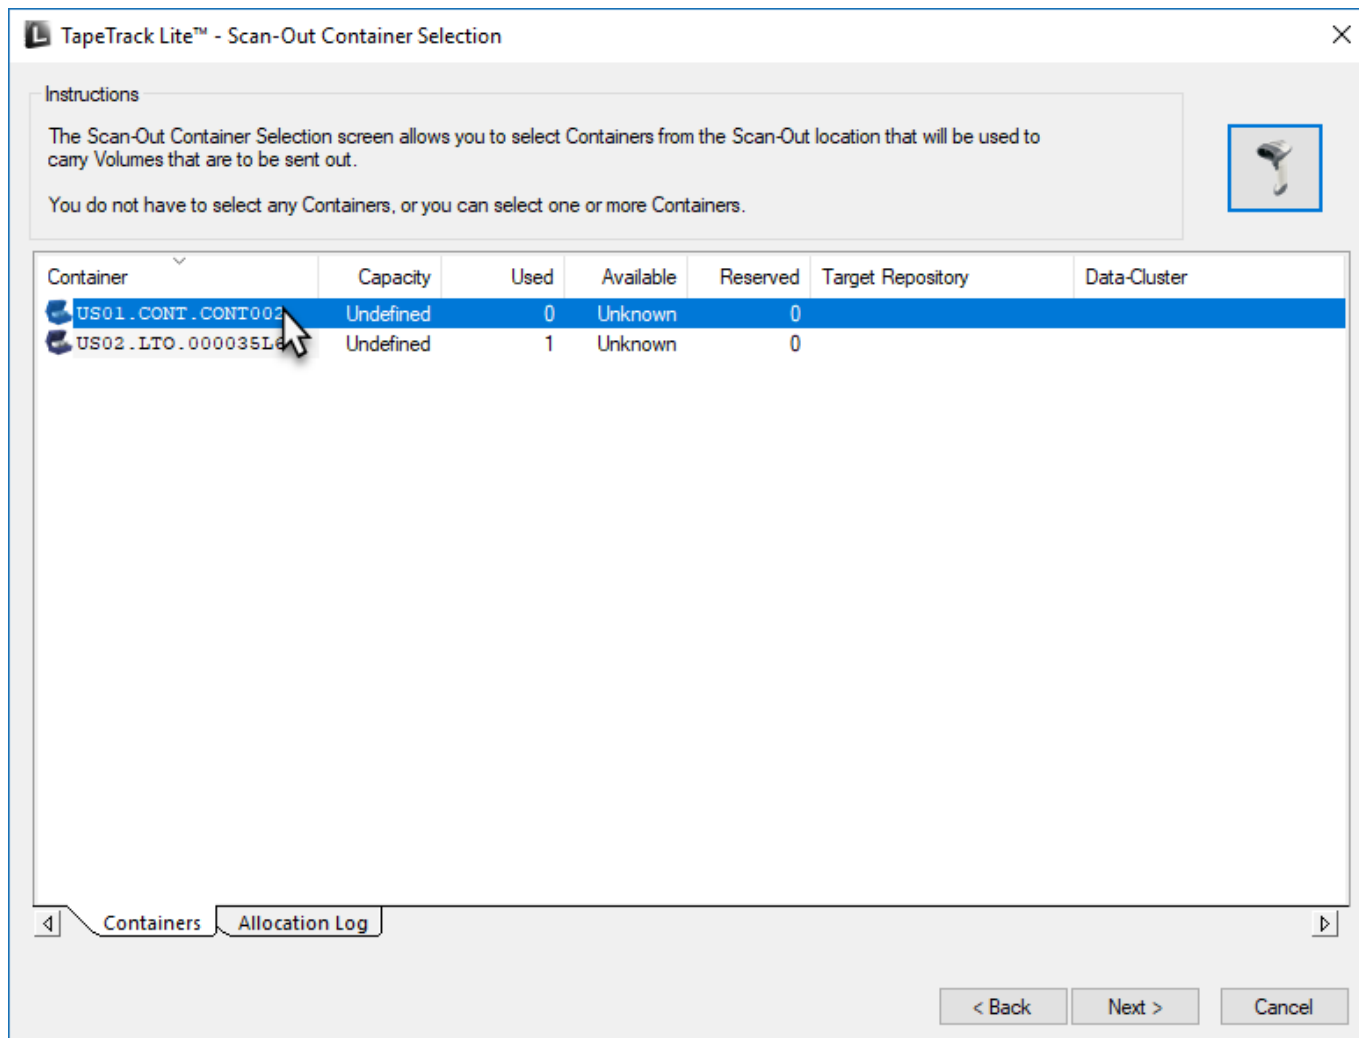 TapeTrack Lite™ - Scan-Out Container Selection
Instructions
The Scan-Out Container Selection screen allows you to select Containers from the Scan-Out location that will be used to
carry Volumes that are to be sent out.
You do not have to select any Containers, or you can select one or more Containers.
Container Capacity Used Available Reserved Target Repository Data-Cluster
US01.CONT.CONT002 Undefined 0 Unknown 0
US02.LTO.000035L6 Undefined 1 Unknown 0
Containers Allocation Log
< Back Next > Cancel